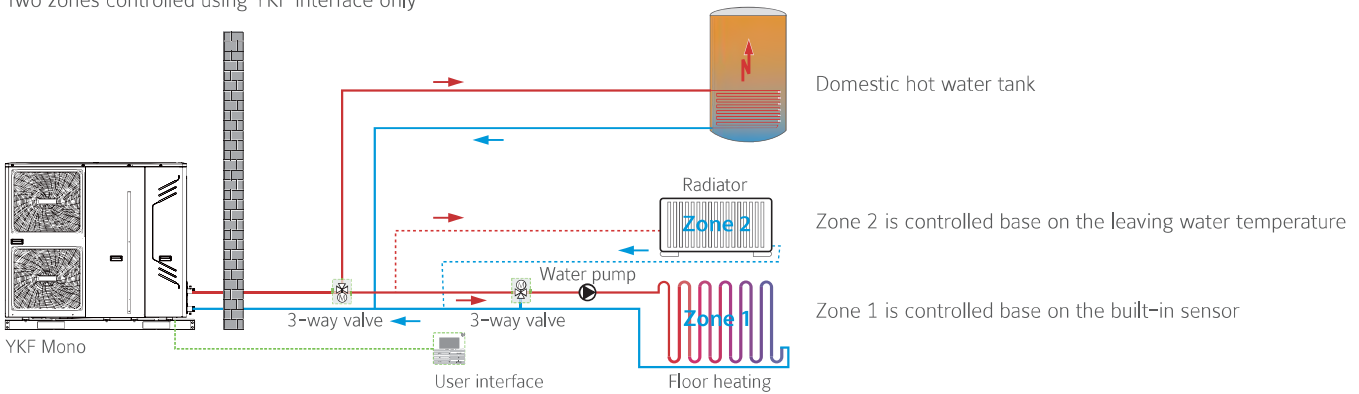 Two zones controlled using YKF interface only
Domestic hot water tank
Radiator
Zone 2
Zone 2 is controlled base on the leaving water temperature
Water pump
3-way valve
3-way valve
Zone 1
Zone 1 is controlled base on the built-in sensor
YKF Mono
User interface
Floor heating